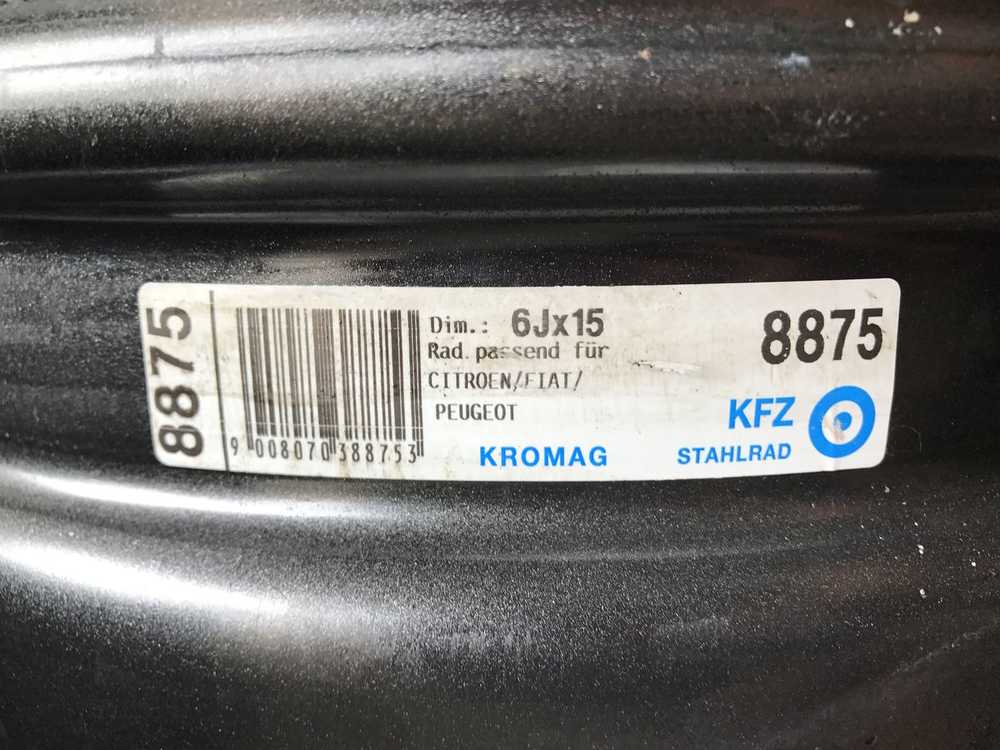 8875
9 008070 388753
Dim.: 6Jx15
Rad passend für
CITROEN/FIAT/
PEUGEOT
KROMAG
8875
KFZ
STAHLRAD